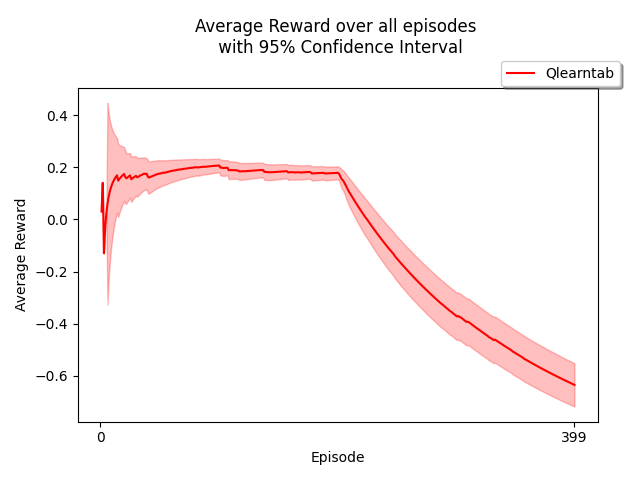 Average Reward over all episodes
with 95% Confidence Interval
Qlearntab
0.4
0.2
0.0
−0.2
−0.4
−0.6
Average Reward
0
399
Episode